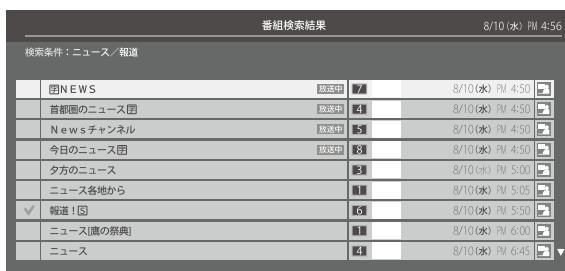 番組検索結果
8/10(水) PM 4:56
検索条件：ニュース／報道
🈑NEWS 放送中 7 8/10(水) PM 4:50
首都圏のニュース🈑 放送中 4 8/10(水) PM 4:50
Newsチャンネル 放送中 5 8/10(水) PM 4:50
今日のニュース🈑 放送中 8 8/10(水) PM 4:50
夕方のニュース 3 8/10(水) PM 5:00
ニュース各地から 1 8/10(水) PM 5:05
報道！🅂 6 8/10(水) PM 5:50
ニュース[鷹の祭典] 1 8/10(水) PM 6:00
ニュース 4 8/10(水) PM 6:45